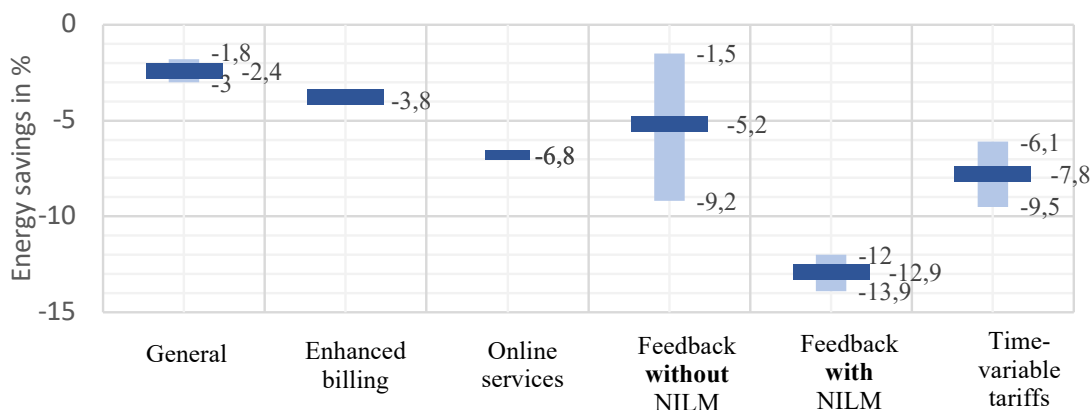 Energy savings in %
0
-5
-10
-15
-1,8
-2,4
-3
-3,8
-6,8
-1,5
-5,2
-9,2
-12
-12,9
-13,9
-6,1
-7,8
-9,5
General
Enhanced
billing
Online
services
Feedback
without
NILM
Feedback
with
NILM
Time-
variable
tariffs